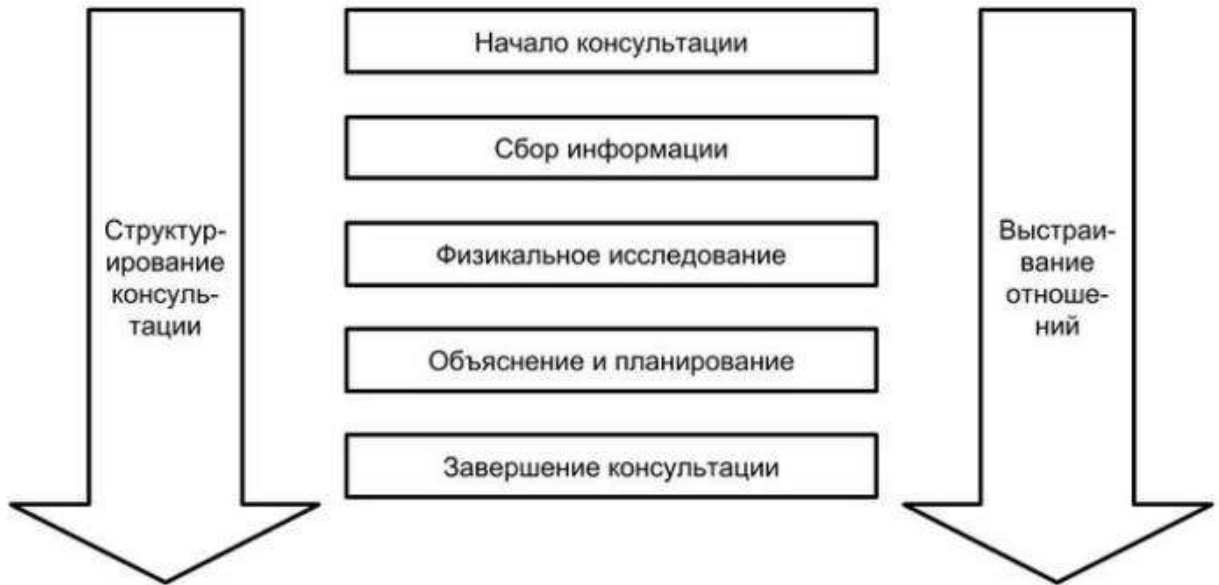 Начало консультации
Сбор информации
Физикальное исследование
Объяснение и планирование
Завершение консультации
Структур-
ирование
консуль-
тации
Выстраи-
вание
отноше-
ний